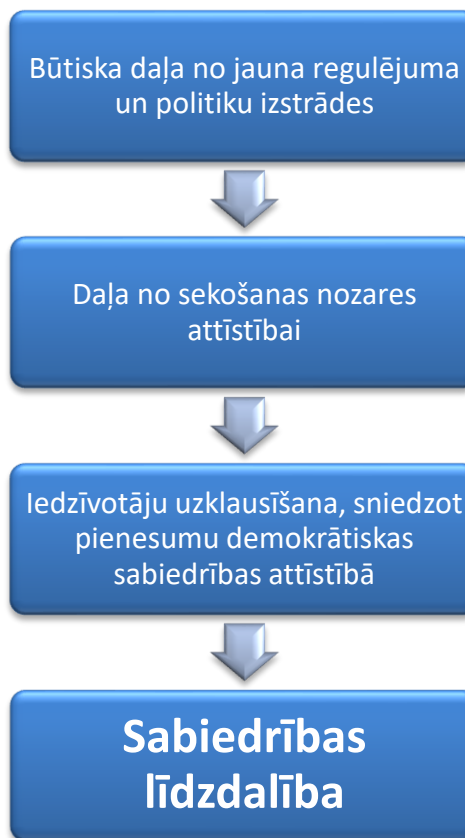 Būtiska daļa no jauna regulējuma
un politiku izstrādes
Daļa no sekošanas nozares
attīstībai
Iedzīvotāju uzklausīšana, sniedzot
pienesumu demokrātiskas
sabiedrības attīstībā
Sabiedrības
līdzdalība